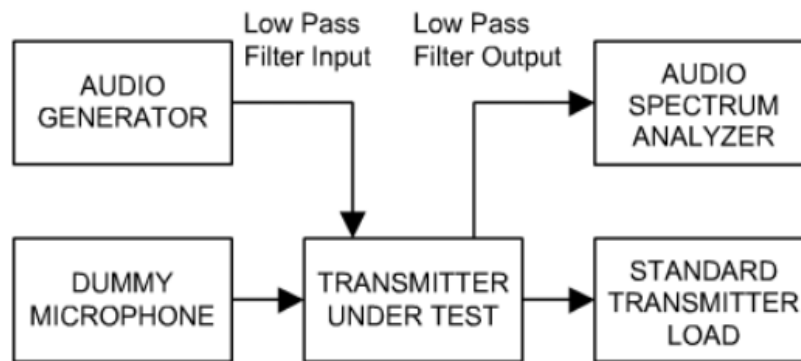 Low Pass
Filter Input
Low Pass
Filter Output
AUDIO
GENERATOR
AUDIO
SPECTRUM
ANALYZER
DUMMY
MICROPHONE
TRANSMITTER
UNDER TEST
STANDARD
TRANSMITTER
LOAD